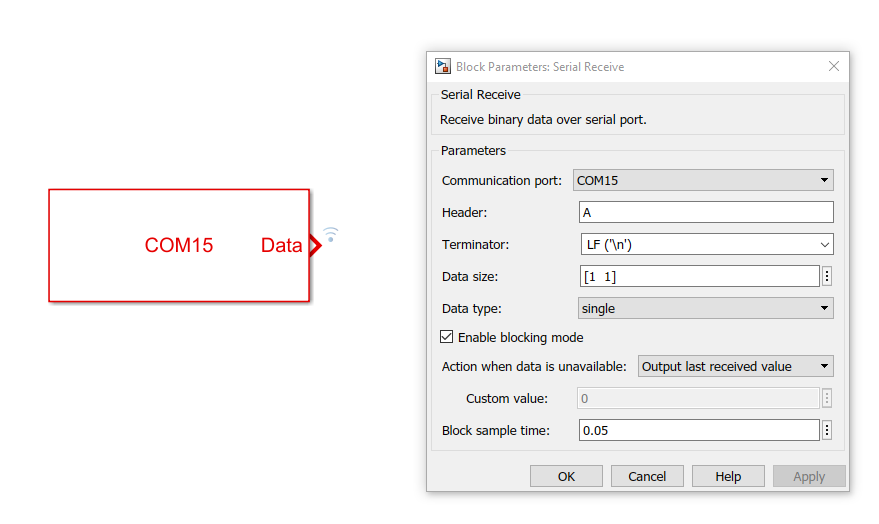 COM15 Data
Block Parameters: Serial Receive
Serial Receive
Receive binary data over serial port.
Parameters
Communication port: COM15
Header: A
Terminator: LF ('\n')
Data size: [1 1]
Data type: single
Enable blocking mode
Action when data is unavailable: Output last received value
Custom value: 0
Block sample time: 0.05
OK Cancel Help Apply